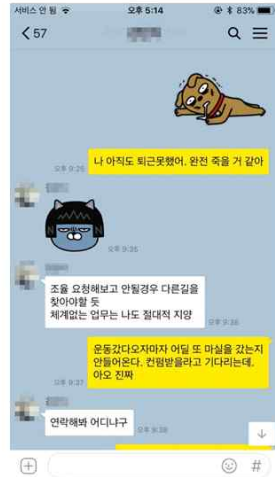 서비스 안 됨
오후 5:14
83%
57
나 아직도 퇴근못했어. 완전 죽을 거 같아
오후 9:25
오후 9:26
조율 요청해보고 안될경우 다른길을
찾아야할 듯
체계없는 업무는 나도 절대적 지양
오후 9:36
운동갔다오자마자 어딜 또 마실을 갔는지
안들어온다. 컨펌받을라고 기다리는데.
아오 진짜
오후 9:37
연락해봐 어디냐구
오후 9:38
#